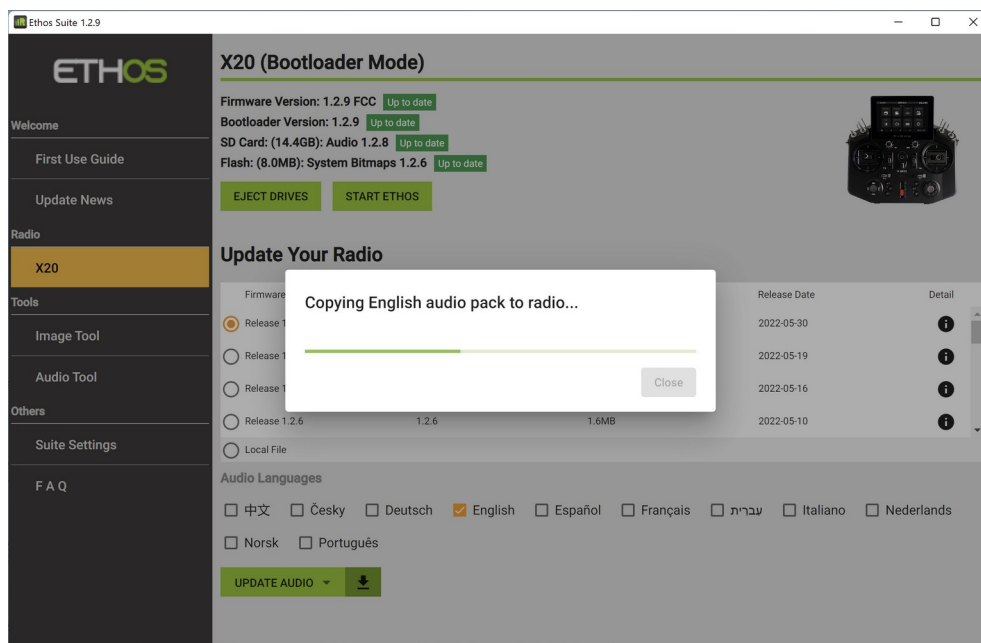 Ethos Suite 1.2.9
ETHOS
Welcome
First Use Guide
Update News
Radio
X20
Tools
Image Tool
Audio Tool
Others
Suite Settings
F A Q
X20 (Bootloader Mode)
Firmware Version: 1.2.9 FCC Up to date
Bootloader Version: 1.2.9 Up to date
SD Card: (14.4GB): Audio 1.2.8 Up to date
Flash: (8.0MB): System Bitmaps 1.2.6 Up to date
EJECT DRIVES START ETHOS
Update Your Radio
Firmware Release Date Detail
Release 1 2022-05-30
Release 1 2022-05-19
Release 1 2022-05-16
Release 1.2.6 1.2.6 1.6MB 2022-05-10
Local File
Copying English audio pack to radio...
Close
Audio Languages
中文 Česky Deutsch English Español Français עברית Italiano Nederlands
Norsk Português
UPDATE AUDIO